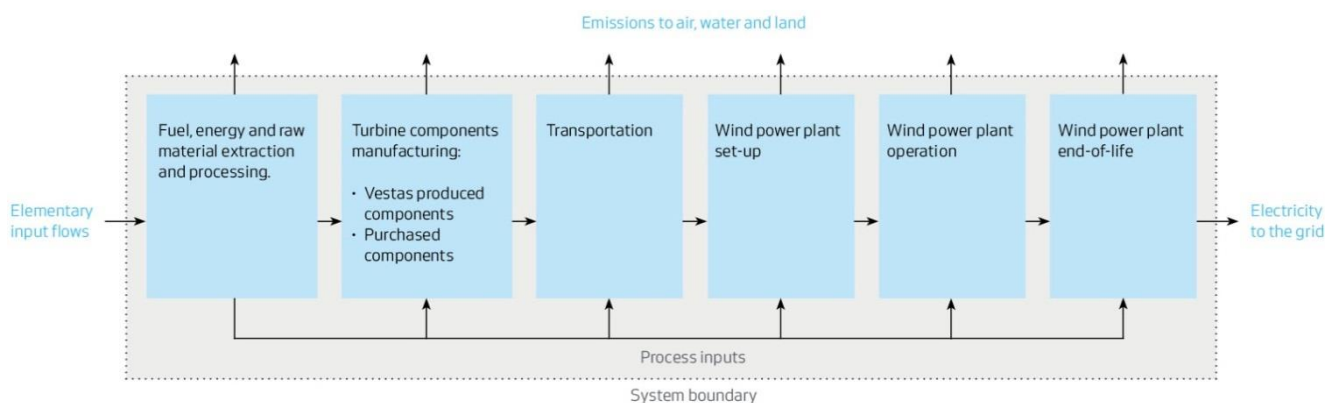 Emissions to air, water and land
Elementary
input flows
Fuel, energy and raw
material extraction
and processing.
Turbine components
manufacturing:
• Vestas produced
components
• Purchased
components
Transportation
Wind power plant
set-up
Wind power plant
operation
Wind power plant
end-of-life
Electricity
to the grid
Process inputs
System boundary